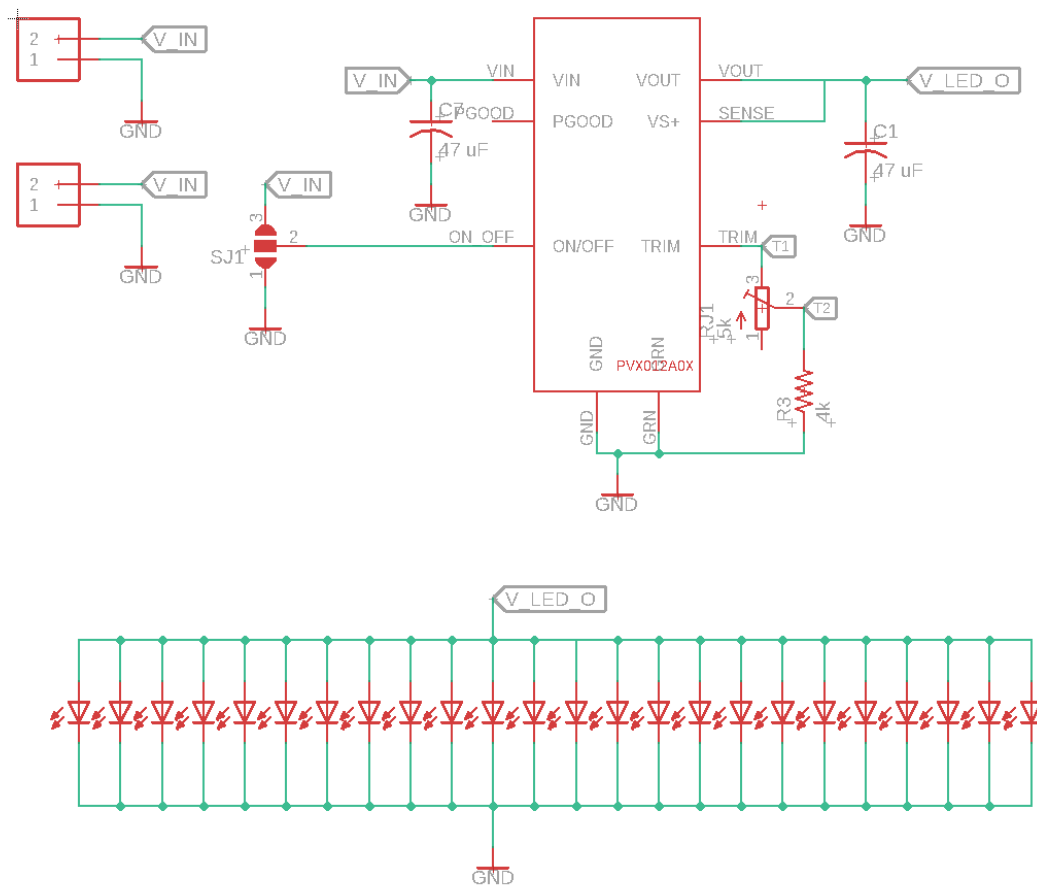 2
1
V_IN
GND
2
1
V_IN
GND
V_IN
VIN
C7
PGOOD
47 uF
GND
V_IN
3
2
SJ1
1
GND
ON_OFF
VIN
VOUT
PGOOD
VS+
ON/OFF
TRIM
GND
GRN
PVX012A0X
GND
GRN
GND
VOUT
V_LED_O
SENSE
C1
47 uF
GND
TRIM
T1
3
2
T2
RJ1
5k
1
R3
4k
V_LED_O
GND